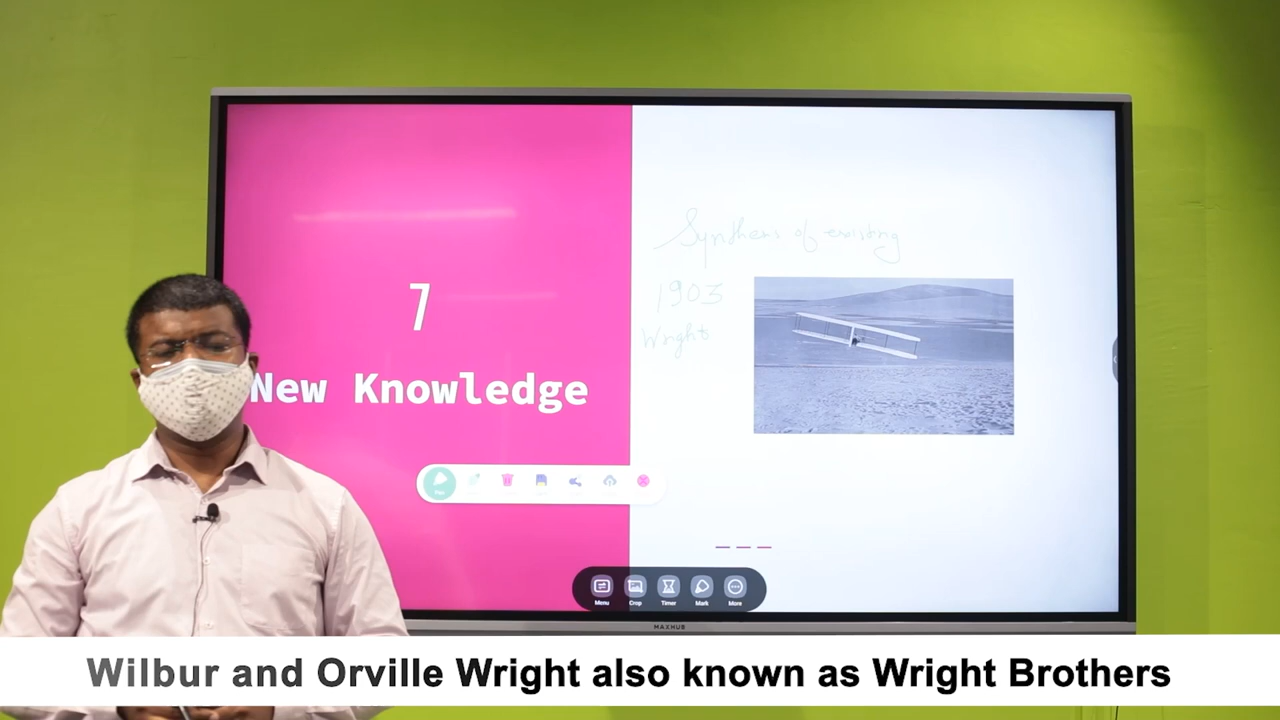 7
New Knowledge
Synthesis of existing
1903
Wright
Pen
Menu
Crop
Timer
Mark
More
MAXHUB
Wilbur and Orville Wright also known as Wright Brothers